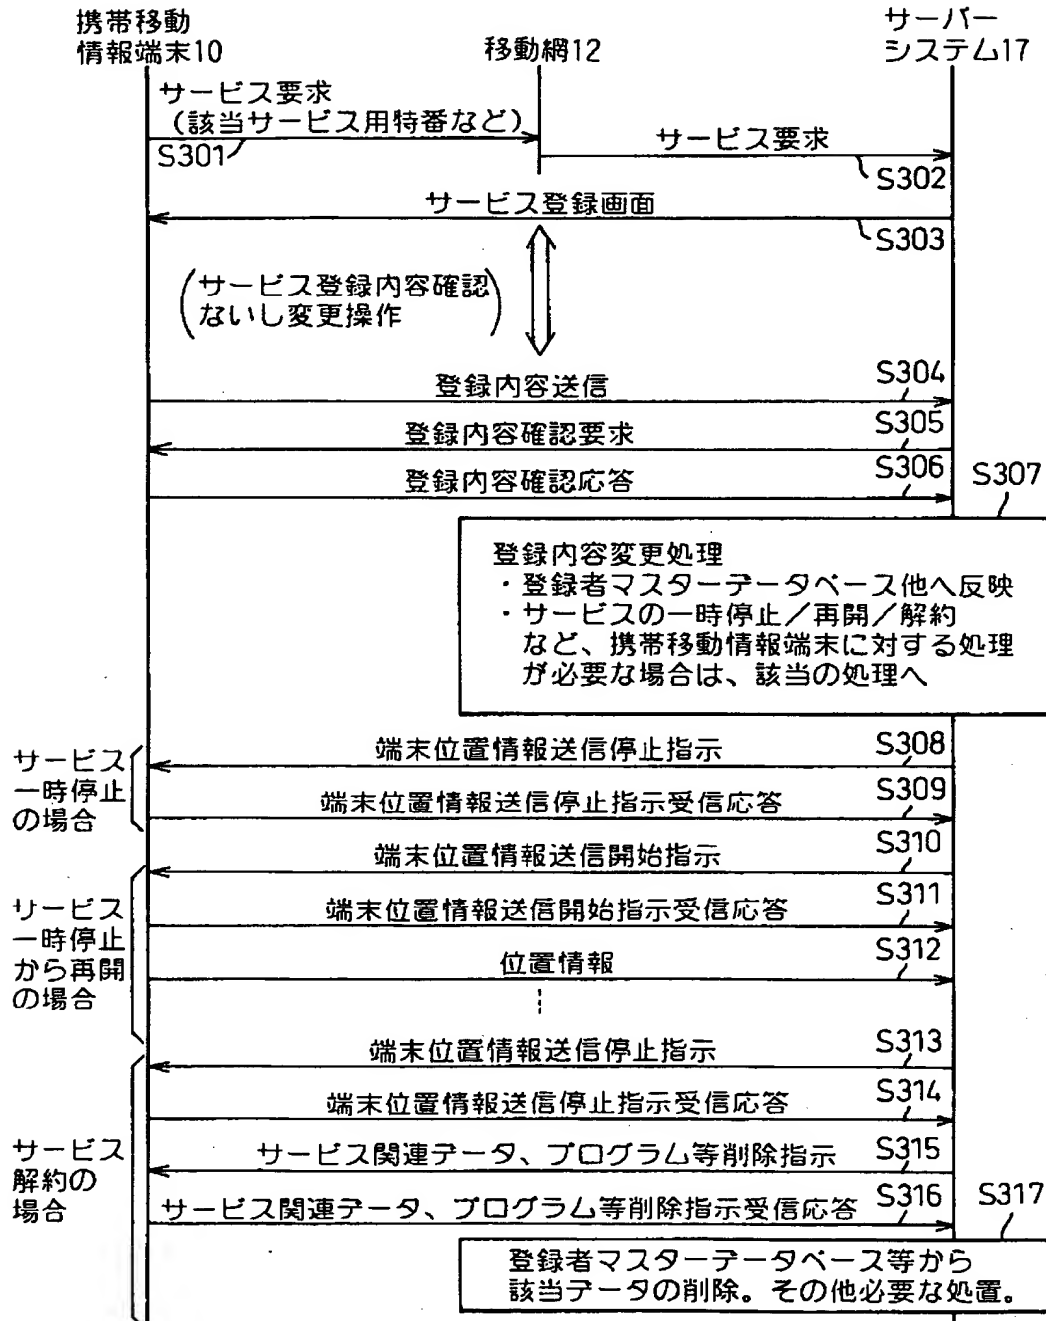 携帯移動
情報端末10
移動網12
サーバー
システム17
サービス要求
(該当サービス用特番など)
S301
サービス要求
S302
サービス登録画面
S303
(サービス登録内容確認
ないし変更操作)
登録内容送信
S304
登録内容確認要求
S305
登録内容確認応答
S306
S307
登録内容変更処理
・登録者マスターデータベース他へ反映
・サービスの一時停止/再開/解約
など、携帯移動情報端末に対する処理
が必要な場合は、該当の処理へ
サービス
一時停止
の場合
端末位置情報送信停止指示
S308
端末位置情報送信停止指示受信応答
S309
端末位置情報送信開始指示
S310
サービス
一時停止
から再開
の場合
端末位置情報送信開始指示受信応答
S311
位置情報
S312
端末位置情報送信停止指示
S313
端末位置情報送信停止指示受信応答
S314
サービス
解約の
場合
サービス関連データ、プログラム等削除指示
S315
サービス関連データ、プログラム等削除指示受信応答
S316
S317
登録者マスターデータベース等から
該当データの削除。その他必要な処置。